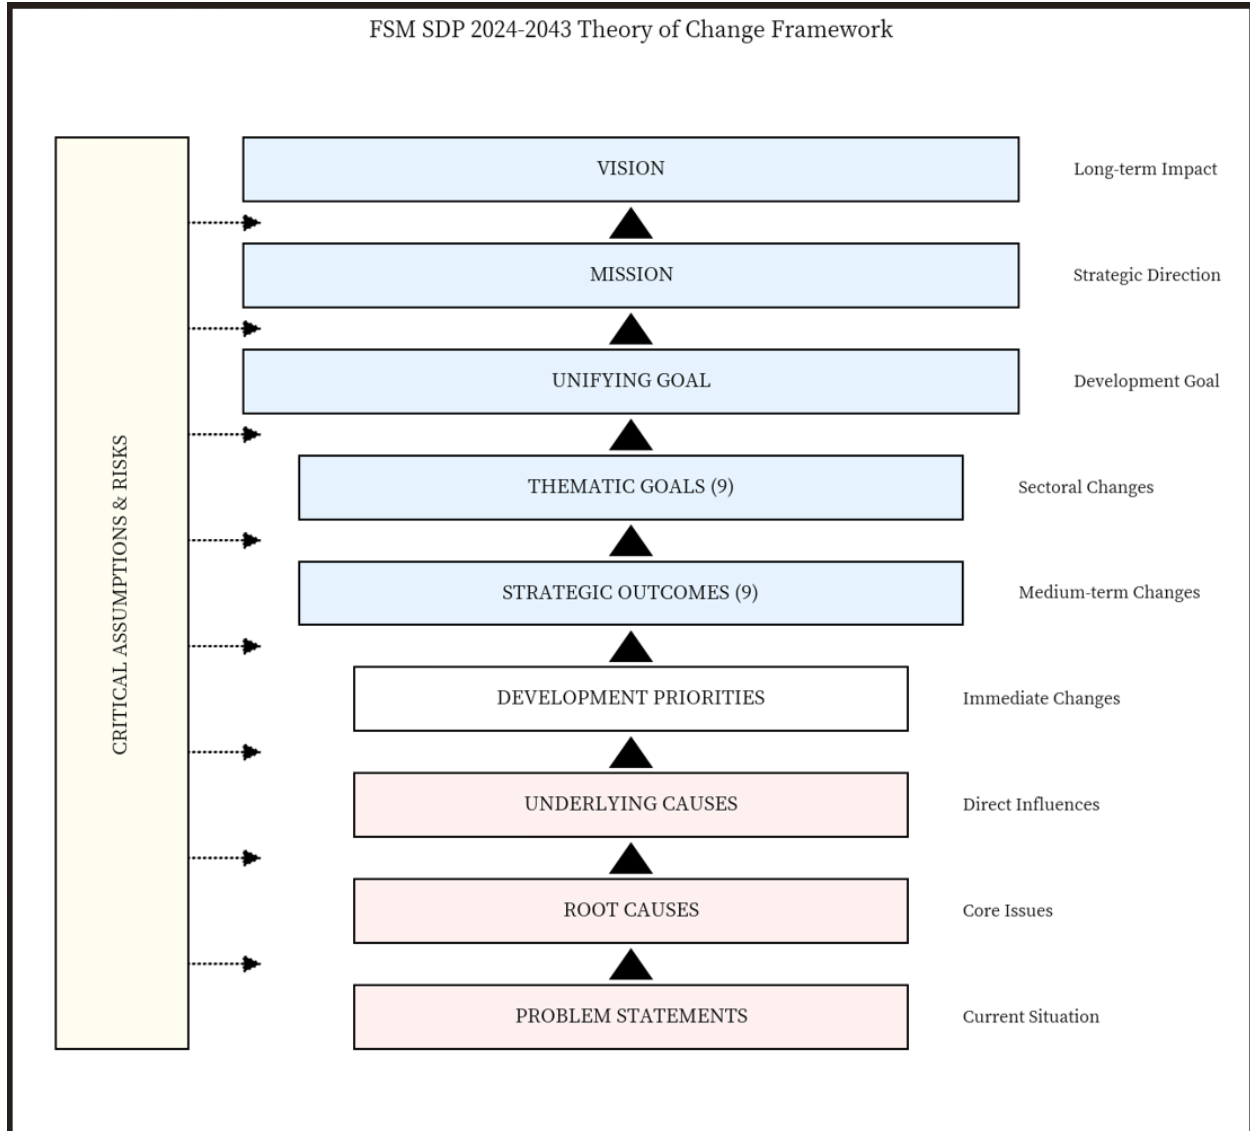 FSM SDP 2024-2043 Theory of Change Framework
CRITICAL ASSUMPTIONS & RISKS
VISION
Long-term Impact
MISSION
Strategic Direction
UNIFYING GOAL
Development Goal
THEMATIC GOALS (9)
Sectoral Changes
STRATEGIC OUTCOMES (9)
Medium-term Changes
DEVELOPMENT PRIORITIES
Immediate Changes
UNDERLYING CAUSES
Direct Influences
ROOT CAUSES
Core Issues
PROBLEM STATEMENTS
Current Situation